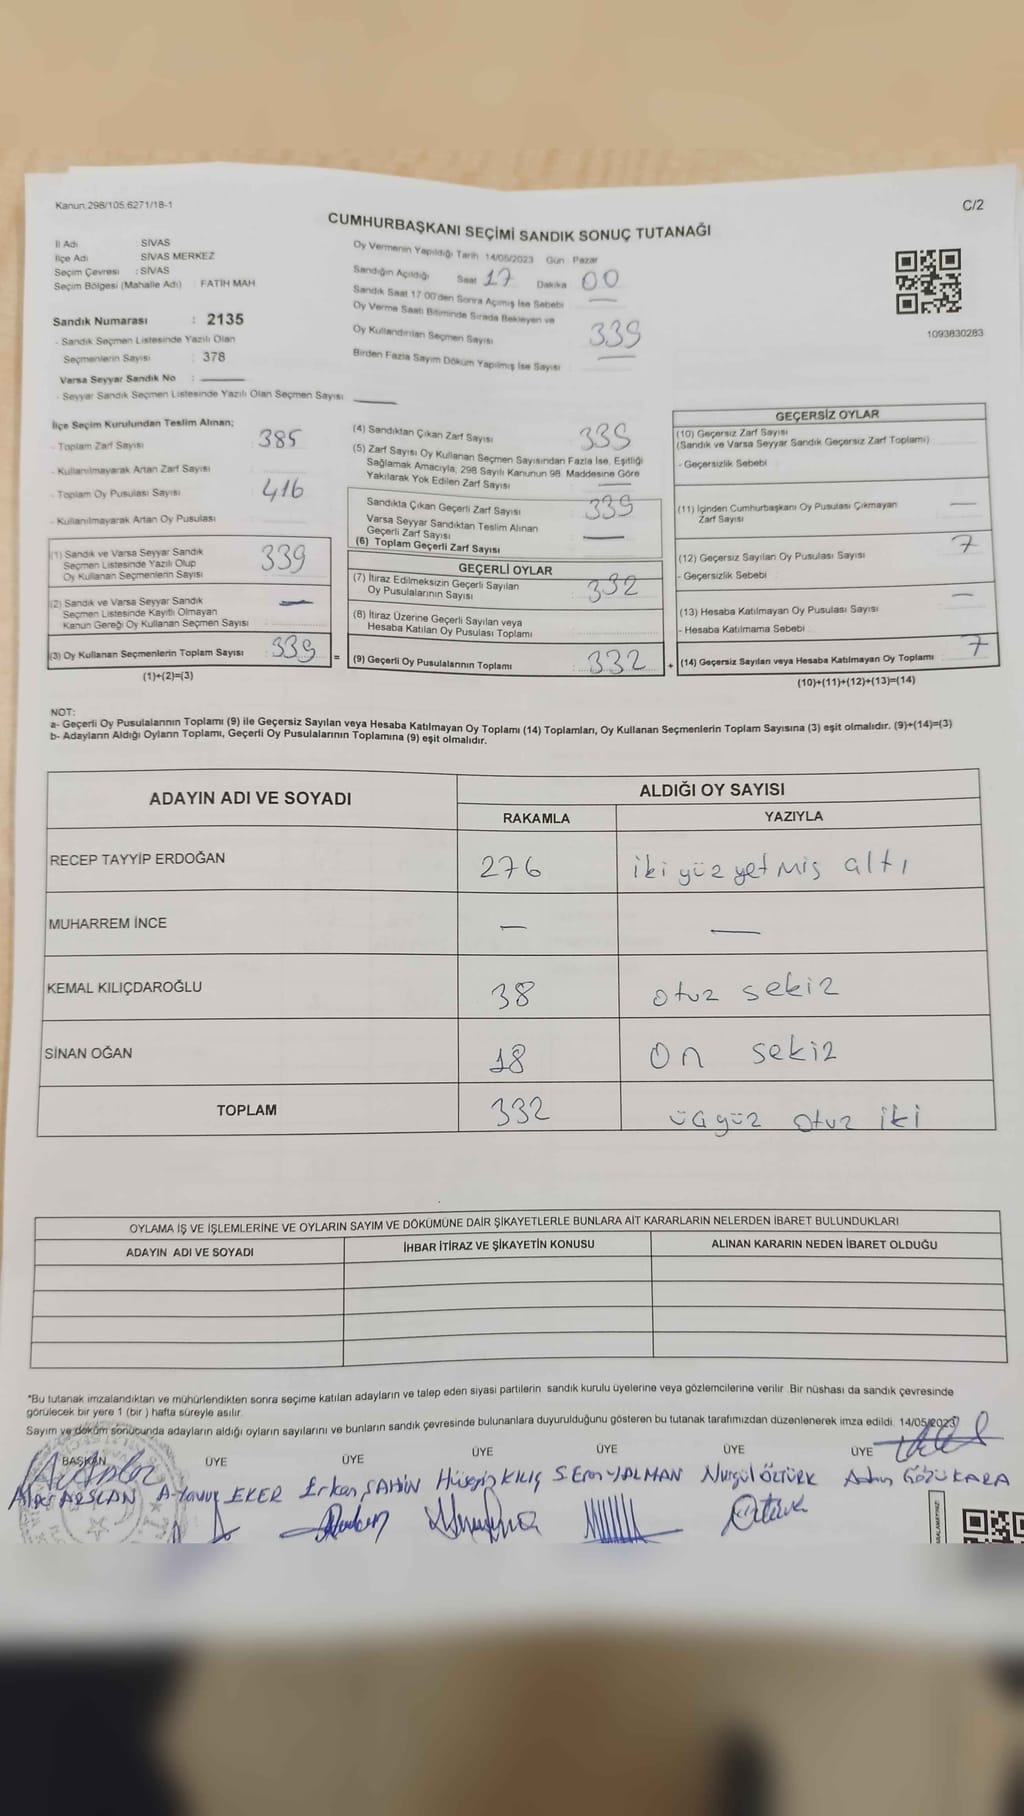 Kanun,298/105,6271/18-1
C/2
CUMHURBAŞKANI SEÇİMİ SANDIK SONUÇ TUTANAĞI
İl Adı SİVAS
İlçe Adı SİVAS MERKEZ
Seçim Çevresi : SİVAS
Seçim Bölgesi (Mahalle Adı) FATİH MAH
Sandık Numarası : 2135
- Sandık Seçmen Listesinde Yazılı Olan
Seçmenlerin Sayısı : 378
Varsa Seyyar Sandık No :
- Seyyar Sandık Seçmen Listesinde Yazılı Olan Seçmen Sayısı
Oy Vermenin Yapıldığı Tarih 14/05/2023 Gün Pazar
Sandığın Açıldığı Saat 17 Dakika 00
Sandık Saat 17:00'den Sonra Açımış İse Sebebi —
Oy Verme Saati Bitiminde Sırada Bekleyen ve
Oy Kullandırılan Seçmen Sayısı 339
Birden Fazla Sayım Döküm Yapılmış İse Sayısı —
1093830283
İlçe Seçim Kurulundan Teslim Alınan;
- Toplam Zarf Sayısı 385
- Kullanılmayarak Artan Zarf Sayısı
- Toplam Oy Pusulası Sayısı 416
- Kullanılmayarak Artan Oy Pusulası
(1) Sandık ve Varsa Seyyar Sandık
Seçmen Listesinde Yazılı Olup
Oy Kullanan Seçmenlerin Sayısı 339
(2) Sandık ve Varsa Seyyar Sandık
Seçmen Listesinde Kayıtlı Olmayan
Kanun Gereği Oy Kullanan Seçmen Sayısı —
(3) Oy Kullanan Seçmenlerin Toplam Sayısı 339 =
(1)+(2)=(3)
(4) Sandıktan Çıkan Zarf Sayısı 339
(5) Zarf Sayısı Oy Kullanan Seçmen Sayısından Fazla İse, Eşitliği
Sağlamak Amacıyla; 298 Sayılı Kanunun 98. Maddesine Göre
Yakılarak Yok Edilen Zarf Sayısı —
Sandıkta Çıkan Geçerli Zarf Sayısı 339
Varsa Seyyar Sandıktan Teslim Alınan
Geçerli Zarf Sayısı —
(6) Toplam Geçerli Zarf Sayısı
GEÇERLİ OYLAR
(7) İtiraz Edilmeksizin Geçerli Sayılan
Oy Pusulalarının Sayısı 332
(8) İtiraz Üzerine Geçerli Sayılan veya
Hesaba Katılan Oy Pusulası Toplamı
(9) Geçerli Oy Pusulalarının Toplamı 332 +
GEÇERSİZ OYLAR
(10) Geçersiz Zarf Sayısı
(Sandık ve Varsa Seyyar Sandık Geçersiz Zarf Toplamı)
- Geçersizlik Sebebi
(11) İçinden Cumhurbaşkanı Oy Pusulası Çıkmayan
Zarf Sayısı —
(12) Geçersiz Sayılan Oy Pusulası Sayısı 7
- Geçersizlik Sebebi
(13) Hesaba Katılmayan Oy Pusulası Sayısı —
- Hesaba Katılmama Sebebi
(14) Geçersiz Sayılan veya Hesaba Katılmayan Oy Toplamı 7
(10)+(11)+(12)+(13)=(14)
NOT:
a- Geçerli Oy Pusulalarının Toplamı (9) ile Geçersiz Sayılan veya Hesaba Katılmayan Oy Toplamı (14) Toplamları, Oy Kullanan Seçmenlerin Toplam Sayısına (3) eşit olmalıdır. (9)+(14)=(3)
b- Adayların Aldığı Oyların Toplamı, Geçerli Oy Pusulalarının Toplamına (9) eşit olmalıdır.
ADAYIN ADI VE SOYADI ALDIĞI OY SAYISI
RAKAMLA YAZIYLA
RECEP TAYYİP ERDOĞAN 276 iki yüz yetmiş altı
MUHARREM İNCE — —
KEMAL KILIÇDAROĞLU 38 otuz sekiz
SİNAN OĞAN 18 on sekiz
TOPLAM 332 üçyüz otuz iki
OYLAMA İŞ VE İŞLEMLERİNE VE OYLARIN SAYIM VE DÖKÜMÜNE DAİR ŞİKAYETLERLE BUNLARA AİT KARARLARIN NELERDEN İBARET BULUNDUKLARI
ADAYIN ADI VE SOYADI İHBAR İTİRAZ VE ŞİKAYETİN KONUSU ALINAN KARARIN NEDEN İBARET OLDUĞU
*Bu tutanak imzalandıktan ve mühürlendikten sonra seçime katılan adayların ve talep eden siyasi partilerin sandık kurulu üyelerine veya gözlemcilerine verilir .Bir nüshası da sandık çevresinde
görülecek bir yere 1 (bir ) hafta süreyle asılır.
Sayım ve döküm sonucunda adayların aldığı oyların sayılarını ve bunların sandık çevresinde bulunanlara duyurulduğunu gösteren bu tutanak tarafımızdan düzenlenerek imza edildi. 14/05/2023
BAŞKAN ÜYE ÜYE ÜYE ÜYE ÜYE ÜYE
ARSLAN A.Yavuz EKER Erkan ŞAHİN Hüseyin KILIÇ S.Eren YALMAN Nurgül ÖZTÜRK GÖZÜKARA